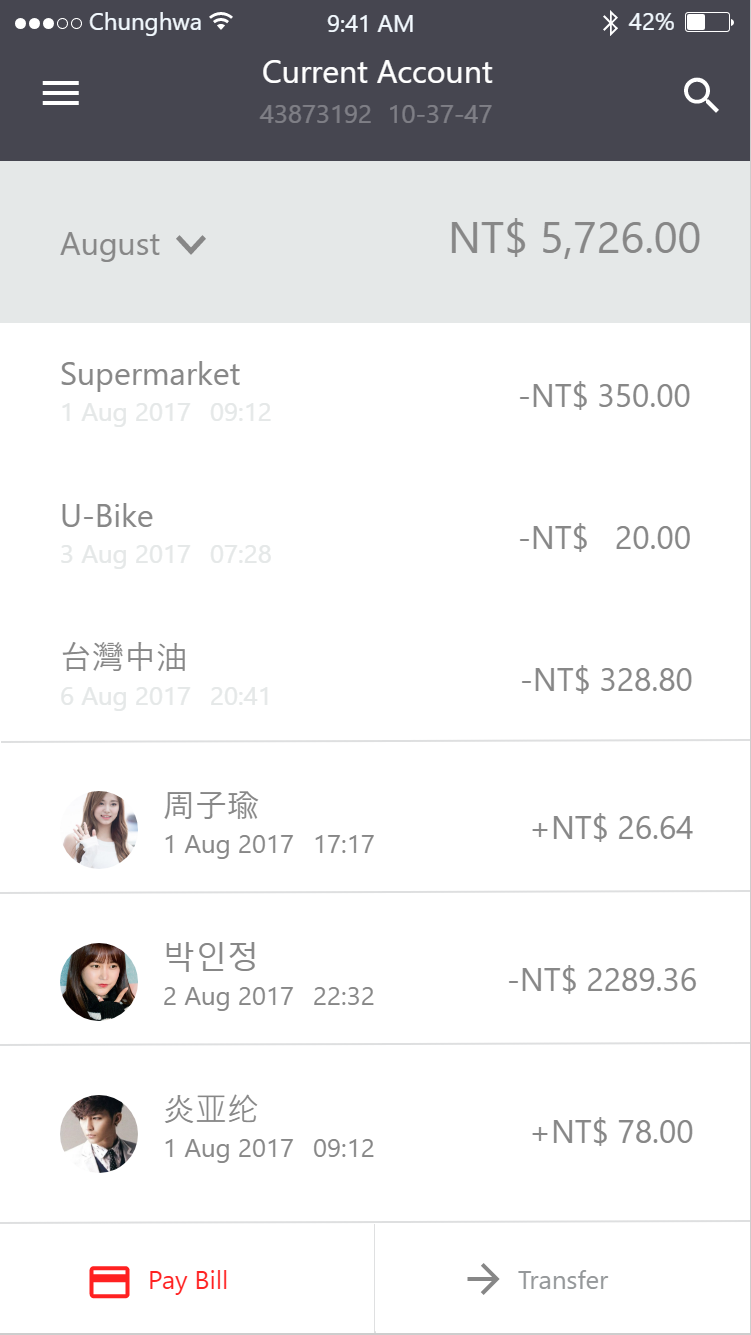 Chunghwa 9:41 AM 42%
Current Account
43873192 10-37-47
August NT$ 5,726.00
Supermarket
1 Aug 2017 09:12
-NT$ 350.00
U-Bike
3 Aug 2017 07:28
-NT$ 20.00
台灣中油
6 Aug 2017 20:41
-NT$ 328.80
周子瑜
1 Aug 2017 17:17
+NT$ 26.64
박인정
2 Aug 2017 22:32
-NT$ 2289.36
炎亚纶
1 Aug 2017 09:12
+NT$ 78.00
Pay Bill Transfer